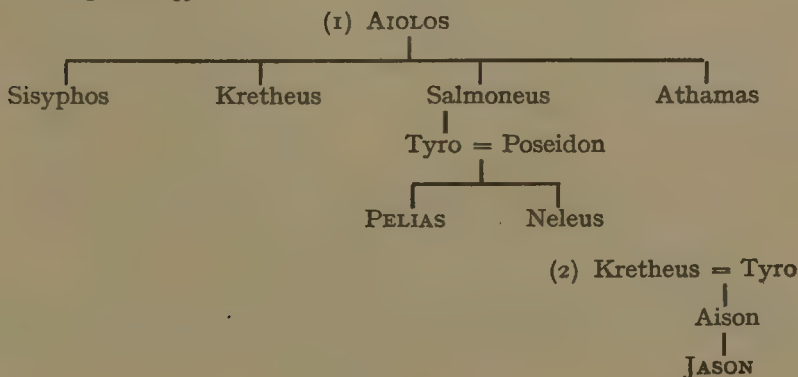 (1) AIOLOS
Sisyphos Kretheus Salmoneus Athamas
Tyro = Poseidon
PELIAS Neleus
(2) Kretheus = Tyro
Aison
JASON